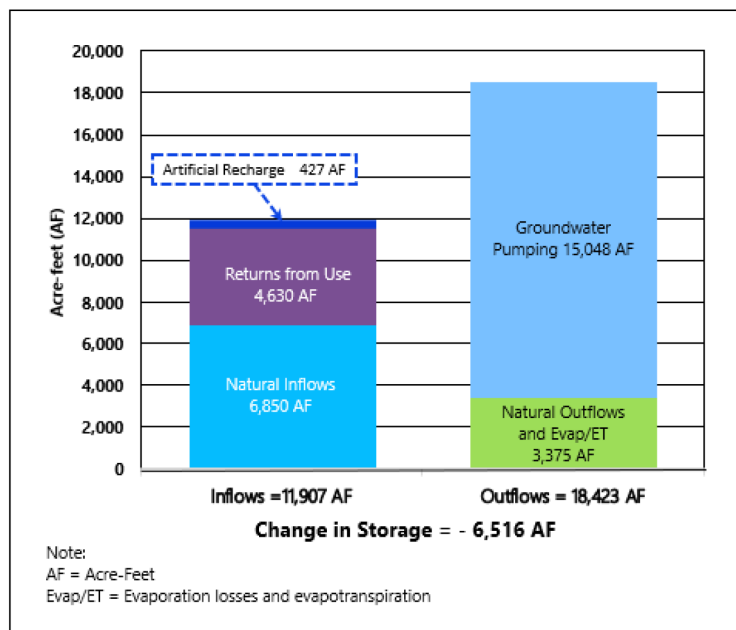 20,000
18,000
16,000
14,000
12,000
10,000
8,000
6,000
4,000
2,000
0
Acre-feet (AF)
Artificial Recharge 427 AF
Returns from Use
4,630 AF
Natural Inflows
6,850 AF
Groundwater
Pumping 15,048 AF
Natural Outflows
and Evap/ET
3,375 AF
Inflows =11,907 AF
Outflows = 18,423 AF
Change in Storage = - 6,516 AF
Note:
AF = Acre-Feet
Evap/ET = Evaporation losses and evapotranspiration